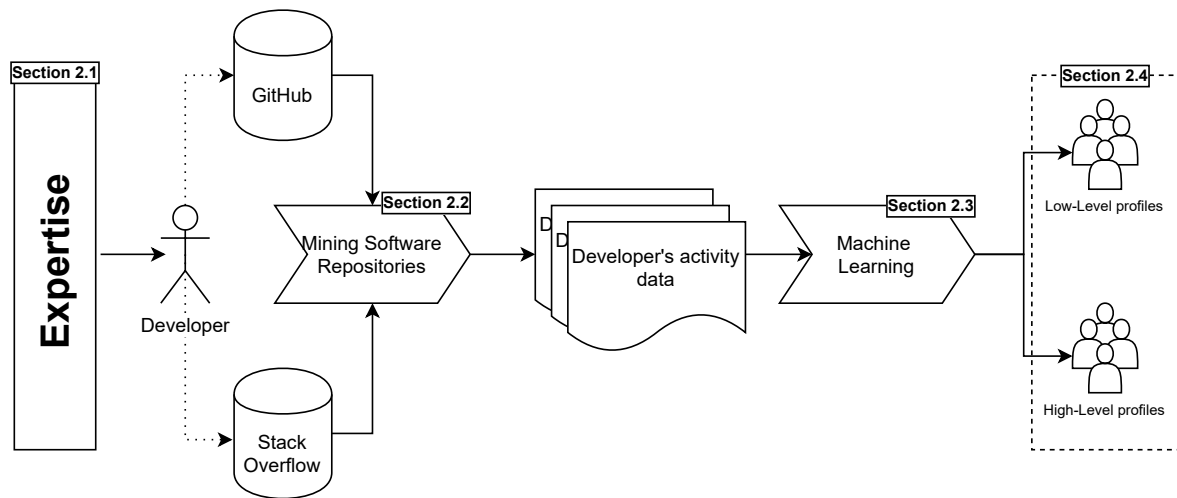 Section 2.1
Expertise
Developer
GitHub
Stack
Overflow
Section 2.2
Mining Software
Repositories
D
D
Developer's activity
data
Section 2.3
Machine
Learning
Section 2.4
Low-Level profiles
High-Level profiles